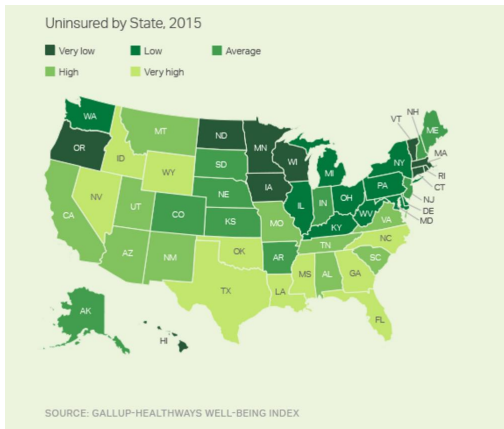 Uninsured by State, 2015
Very low
Low
Average
High
Very high
WA
OR
CA
NV
ID
MT
WY
UT
AZ
CO
NM
ND
SD
NE
KS
OK
TX
MN
IA
MO
AR
LA
WI
IL
MI
IN
OH
KY
TN
MS
AL
GA
FL
SC
NC
VA
WV
PA
NY
VT
NH
ME
MA
RI
CT
NJ
DE
MD
AK
HI
SOURCE: GALLUP-HEALTHWAYS WELL-BEING INDEX